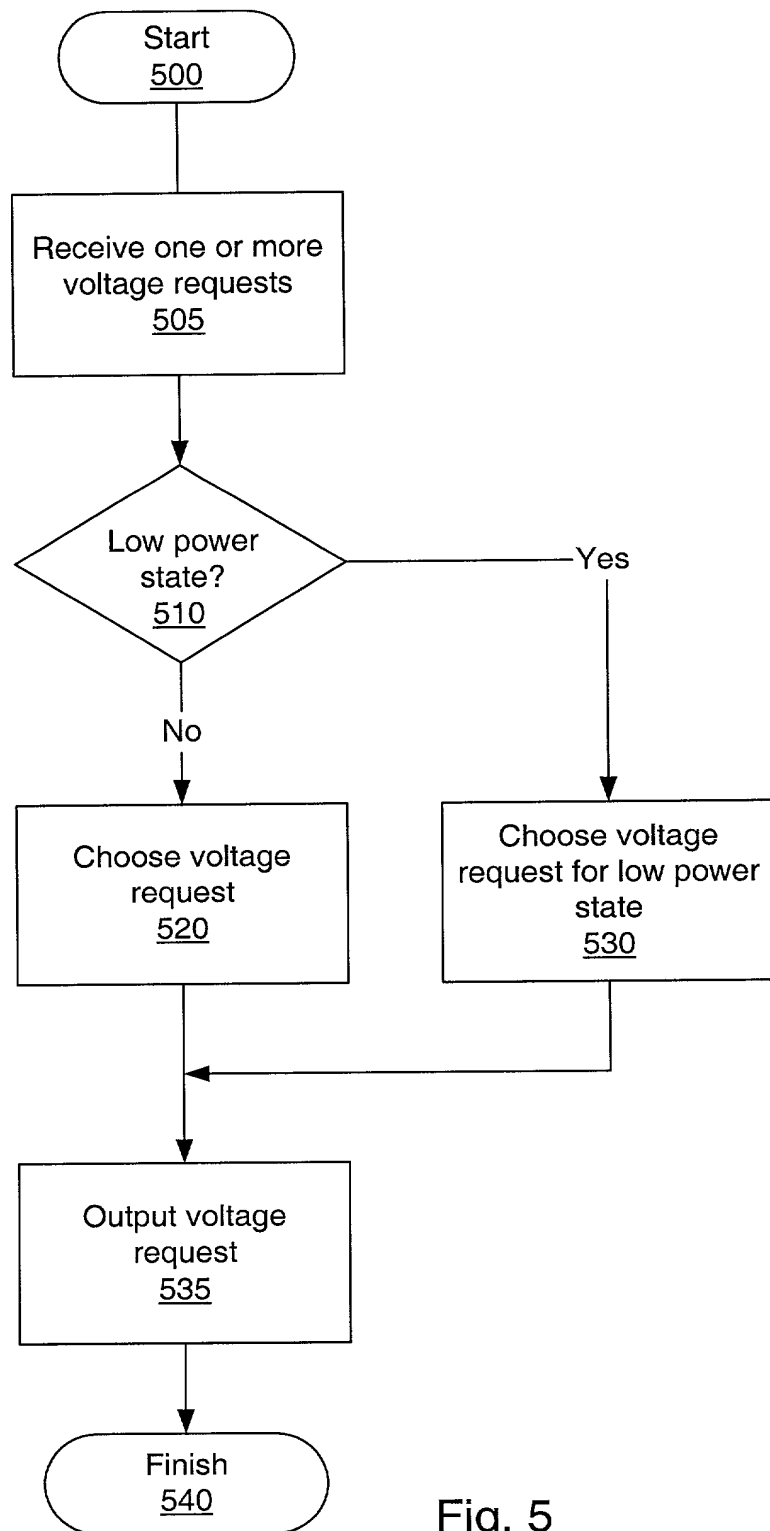 Start
500
Receive one or more
voltage requests
505
Low power
state?
510
Yes
No
Choose voltage
request
520
Choose voltage
request for low power
state
530
Output voltage
request
535
Finish
540
Fig. 5